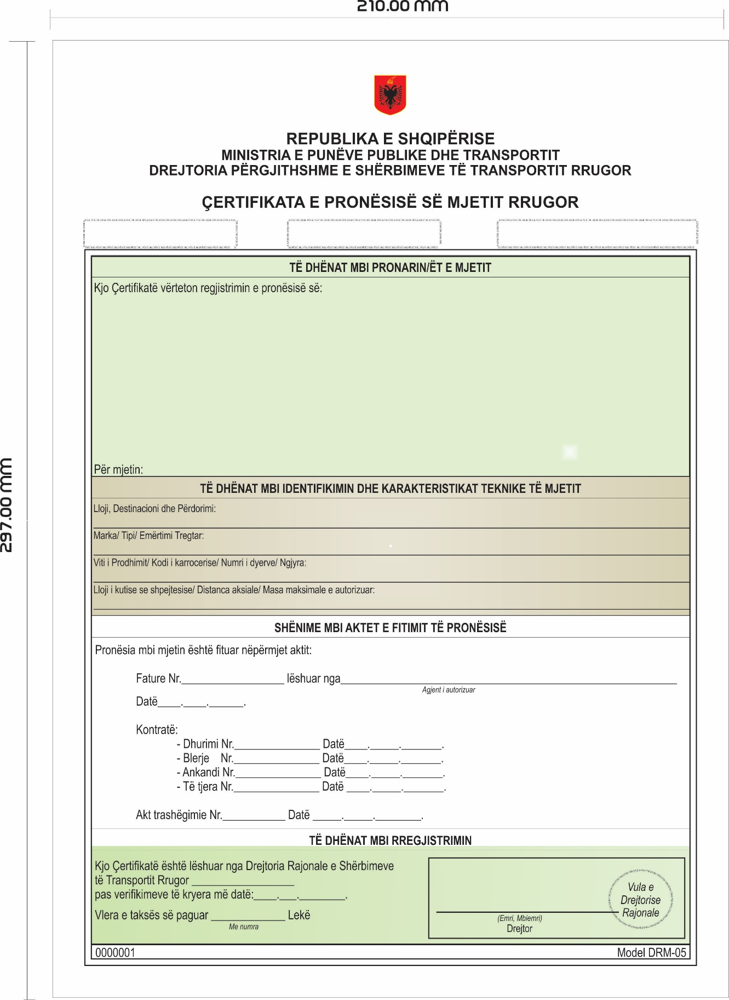 210.00 mm
297.00 mm
REPUBLIKA E SHQIPËRISE
MINISTRIA E PUNËVE PUBLIKE DHE TRANSPORTIT
DREJTORIA PËRGJITHSHME E SHËRBIMEVE TË TRANSPORTIT RRUGOR
ÇERTIFIKATA E PRONËSISË SË MJETIT RRUGOR
TË DHËNAT MBI PRONARIN/ËT E MJETIT
Kjo Çertifikatë vërteton regjistrimin e pronësisë së:
Për mjetin:
TË DHËNAT MBI IDENTIFIKIMIN DHE KARAKTERISTIKAT TEKNIKE TË MJETIT
Lloji, Destinacioni dhe Përdorimi:
Marka/ Tipi/ Emërtimi Tregtar:
Viti i Prodhimit/ Kodi i karrocerise/ Numri i dyerve/ Ngjyra:
Lloji i kutise se shpejtesise/ Distanca aksiale/ Masa maksimale e autorizuar:
SHËNIME MBI AKTET E FITIMIT TË PRONËSISË
Pronësia mbi mjetin është fituar nëpërmjet aktit:
Fature Nr.__________________ lëshuar nga______________________________
Agjent i autorizuar
Datë____.____.______.
Kontratë:
- Dhurimi Nr._______________ Datë____._____._______.
- Blerje Nr._______________ Datë____._____._______.
- Ankandi Nr._______________ Datë____._____._______.
- Të tjera Nr._______________ Datë ____._____._______.
Akt trashëgimie Nr.___________ Datë _____._____.________.
TË DHËNAT MBI RREGJISTRIMIN
Kjo Çertifikatë është lëshuar nga Drejtoria Rajonale e Shërbimeve
të Transportit Rrugor __________________
pas verifikimeve të kryera më datë:____.___.________.
Vlera e taksës së paguar _____________ Lekë
Me numra
Vula e
Drejtorise
Rajonale
(Emri, Mbiemri)
Drejtor
0000001
Model DRM-05